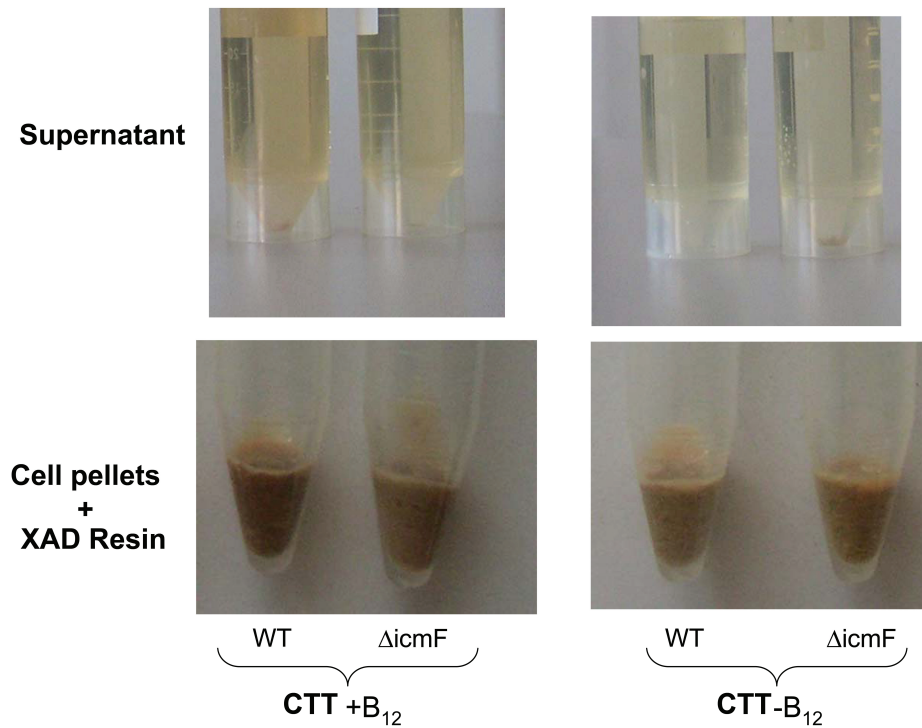 Supernatant
Cell pellets
+
XAD Resin
WT ΔicmF WT ΔicmF
CTT +B12 CTT-B12